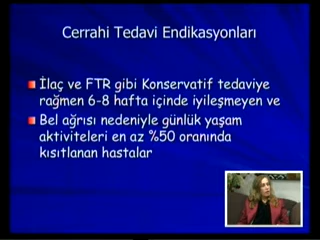 Cerrahi Tedavi Endikasyonları
İlaç ve FTR gibi Konservatif tedaviye
rağmen 6-8 hafta içinde iyileşmeyen ve
Bel ağrısı nedeniyle günlük yaşam
aktiviteleri en az %50 oranında
kısıtlanan hastalar